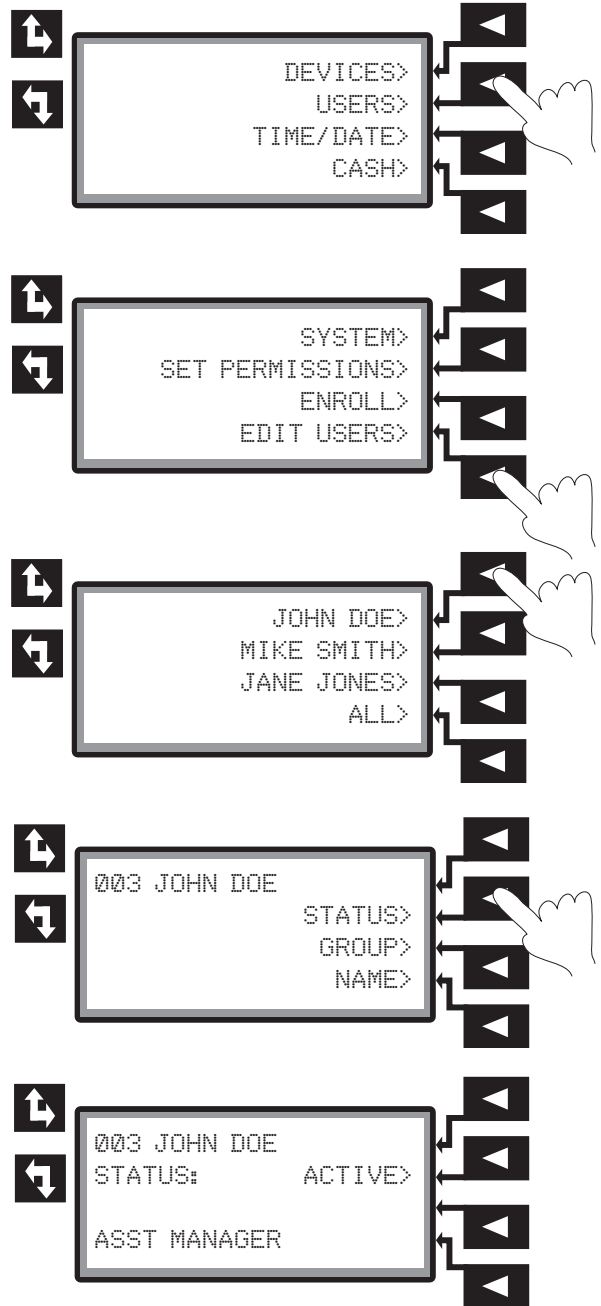 DEVICES>
USERS>
TIME/DATE>
CASH>
SYSTEM>
SET PERMISSIONS>
ENROLL>
EDIT USERS>
JOHN DOE>
MIKE SMITH>
JANE JONES>
ALL>
003 JOHN DOE
STATUS>
GROUP>
NAME>
003 JOHN DOE
STATUS: ACTIVE>
ASST MANAGER